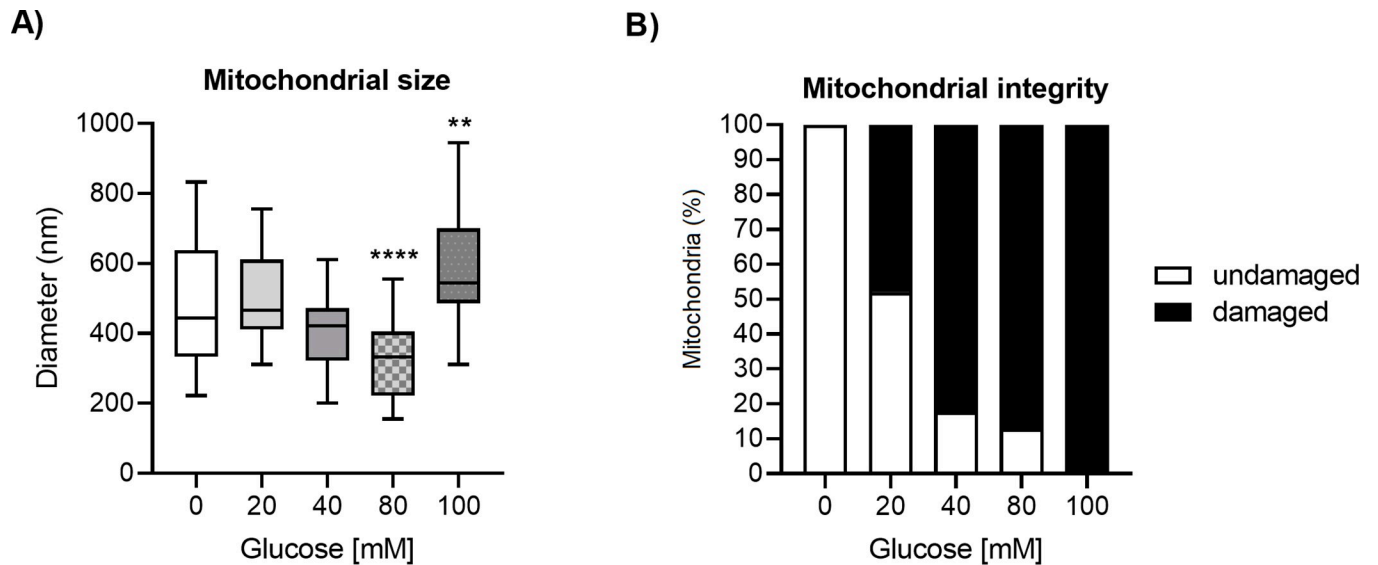 A)
Mitochondrial size
1000
800
600
400
200
0
Diameter (nm)
**
****
0 20 40 80 100
Glucose [mM]
B)
Mitochondrial integrity
100
90
80
70
60
50
40
30
20
10
0
Mitochondria (%)
0 20 40 80 100
Glucose [mM]
undamaged
damaged